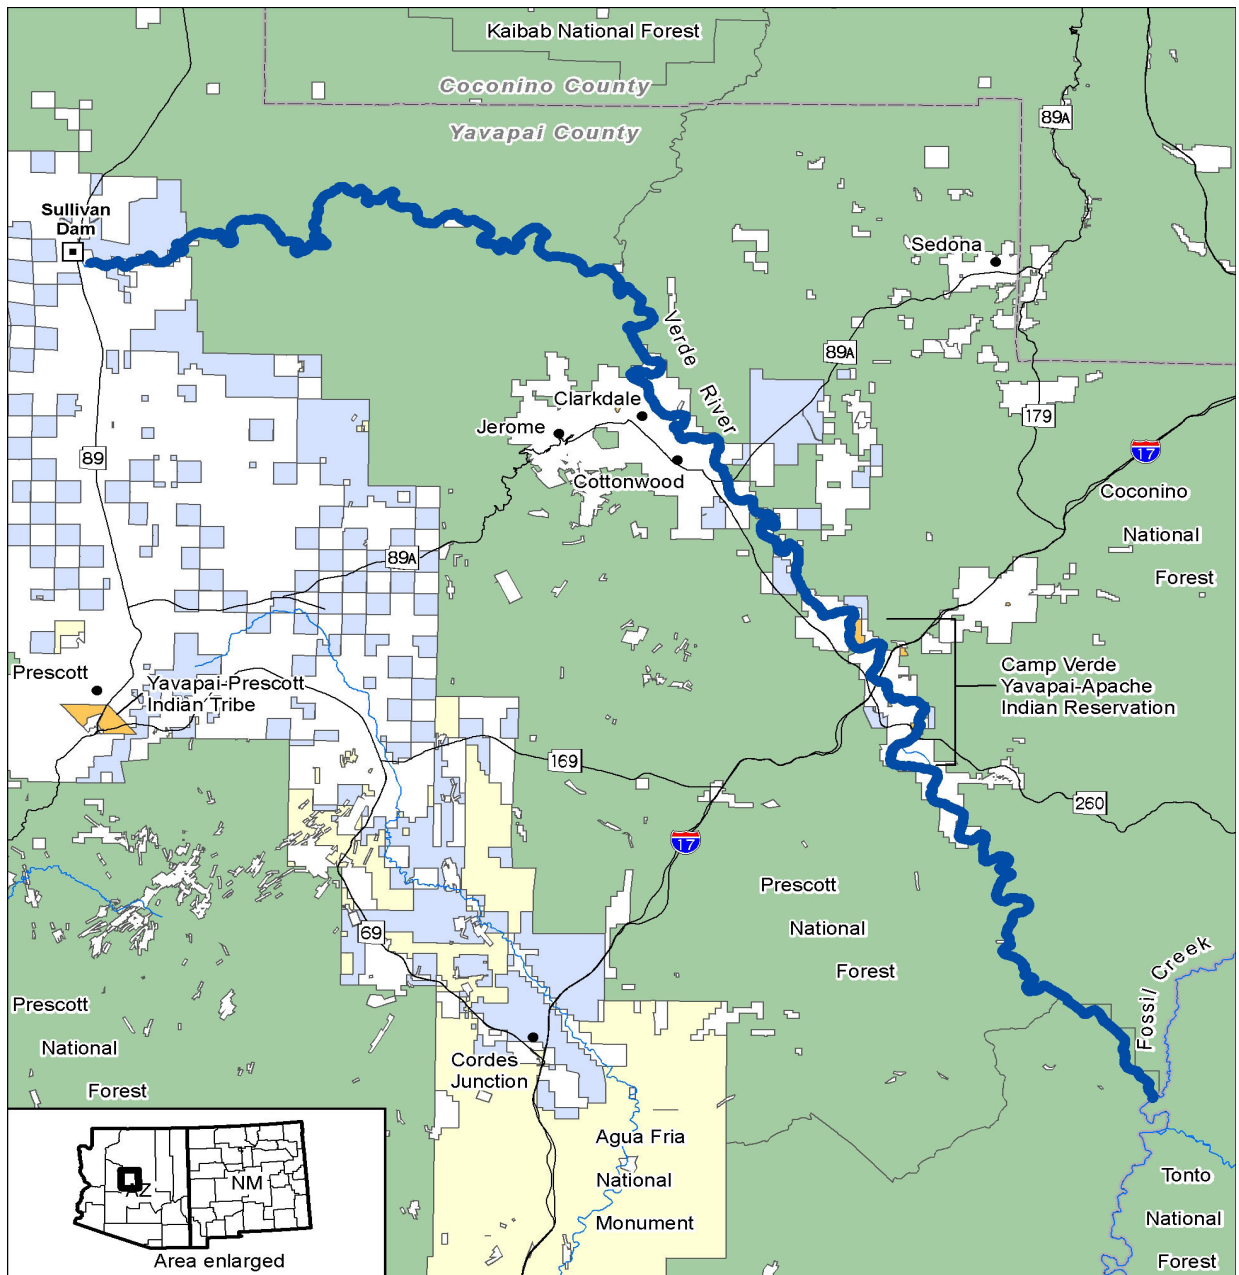 Kaibab National Forest
Coconino County
Yavapai County
89A
Sullivan
Dam
Sedona
Verde
River
89A
Clarkdale
Jerome
179
17
89
Cottonwood
Coconino
National
Forest
89A
Prescott
Yavapai-Prescott
Indian Tribe
Camp Verde
Yavapai-Apache
Indian Reservation
169
260
17
Prescott
National
Forest
69
Fossil Creek
Prescott
National
Forest
Cordes
Junction
Agua Fria
National
Monument
Tonto
National
Forest
AZ
NM
Area enlarged